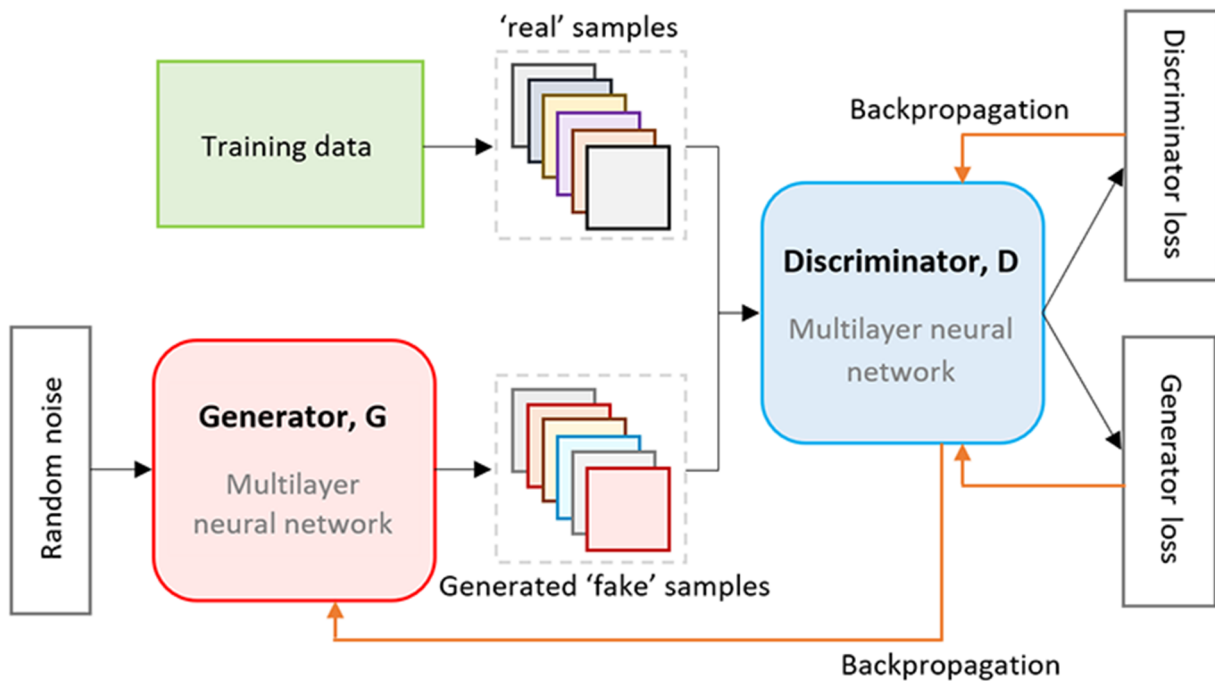 ‘real’ samples
Training data
Backpropagation
Discriminator loss
Discriminator, D
Multilayer neural
network
Random noise
Generator, G
Multilayer
neural network
Generated ‘fake’ samples
Generator loss
Backpropagation